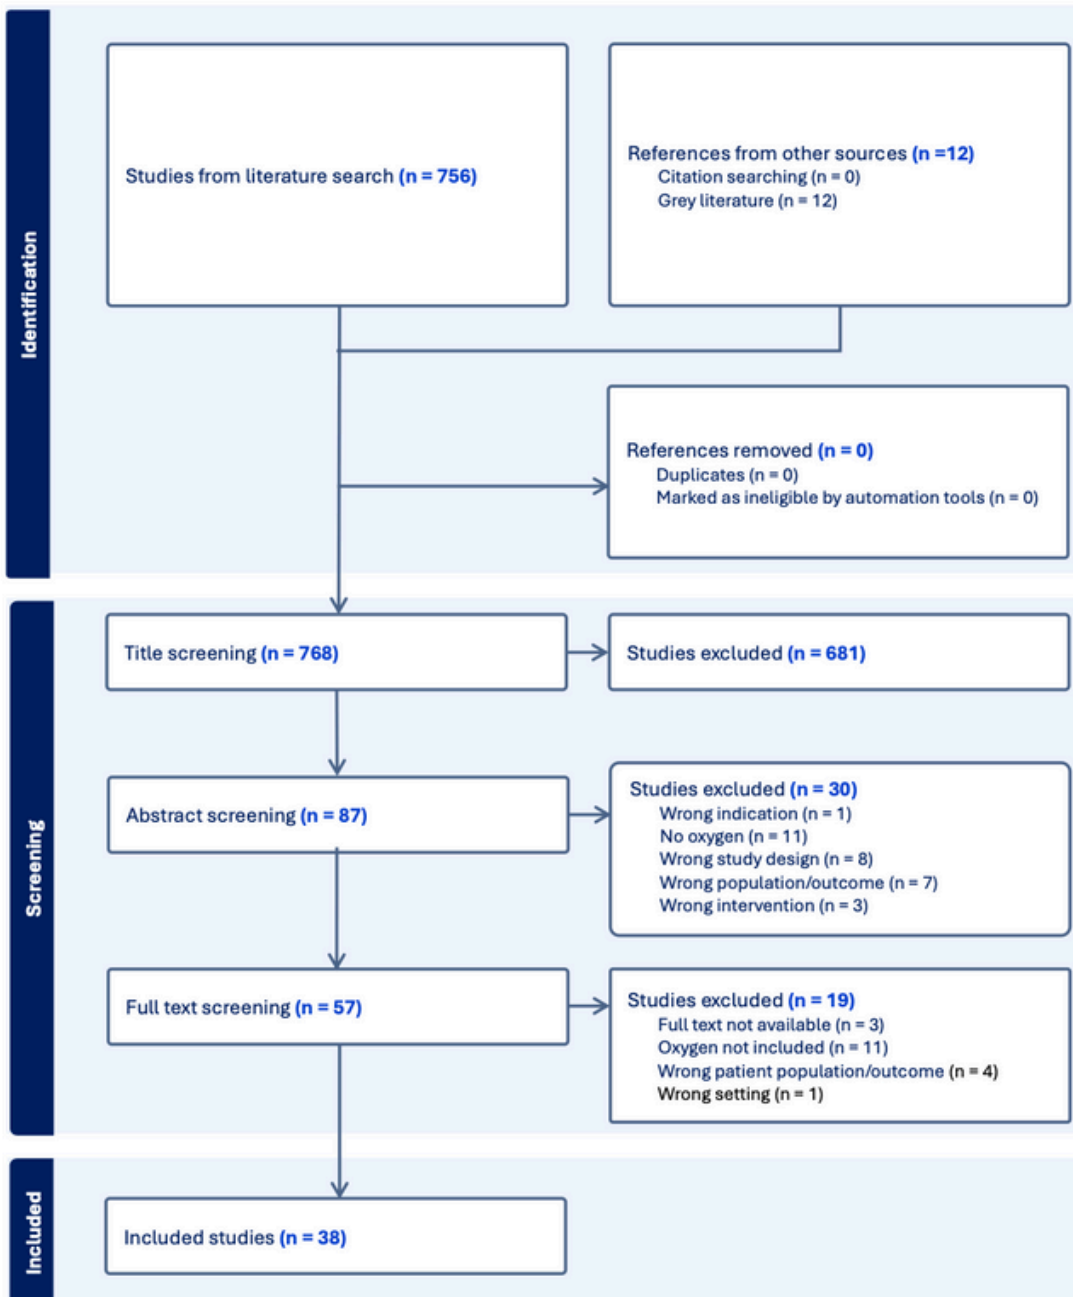 Identification
Studies from literature search (n = 756)
References from other sources (n =12)
Citation searching (n = 0)
Grey literature (n = 12)
References removed (n = 0)
Duplicates (n = 0)
Marked as ineligible by automation tools (n = 0)
Screening
Title screening (n = 768)
Studies excluded (n = 681)
Abstract screening (n = 87)
Studies excluded (n = 30)
Wrong indication (n = 1)
No oxygen (n = 11)
Wrong study design (n = 8)
Wrong population/outcome (n = 7)
Wrong intervention (n = 3)
Full text screening (n = 57)
Studies excluded (n = 19)
Full text not available (n = 3)
Oxygen not included (n = 11)
Wrong patient population/outcome (n = 4)
Wrong setting (n = 1)
Included
Included studies (n = 38)